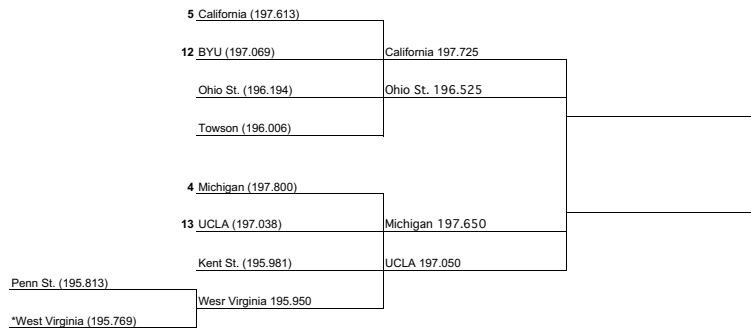 5 California (197.613)
12 BYU (197.069)
California 197.725
Ohio St. (196.194)
Ohio St. 196.525
Towson (196.006)
4 Michigan (197.800)
13 UCLA (197.038)
Michigan 197.650
Kent St. (195.981)
UCLA 197.050
Penn St. (195.813)
Wesr Virginia 195.950
*West Virginia (195.769)